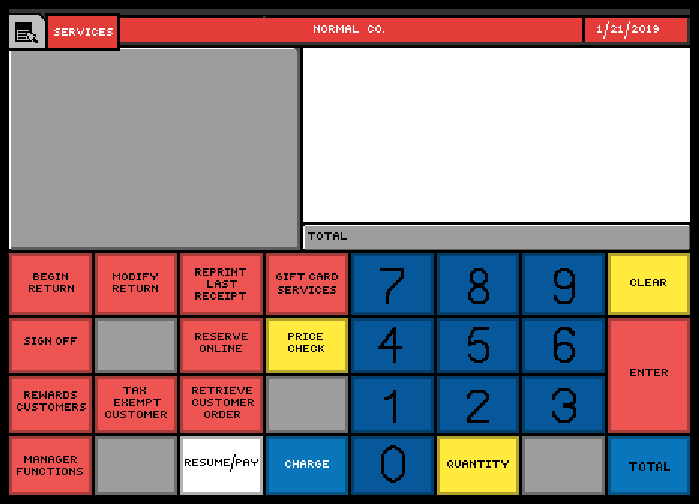 SERVICES
NORMAL CO.
1/21/2019
TOTAL
BEGIN
RETURN
MODIFY
RETURN
REPRINT
LAST
RECEIPT
GIFT CARD
SERVICES
7
8
9
CLEAR
SIGN OFF
RESERVE
ONLINE
PRICE
CHECK
4
5
6
ENTER
REWARDS
CUSTOMERS
TAX
EXEMPT
CUSTOMER
RETRIEVE
CUSTOMER
ORDER
1
2
3
MANAGER
FUNCTIONS
RESUME/PAY
CHARGE
0
QUANTITY
TOTAL